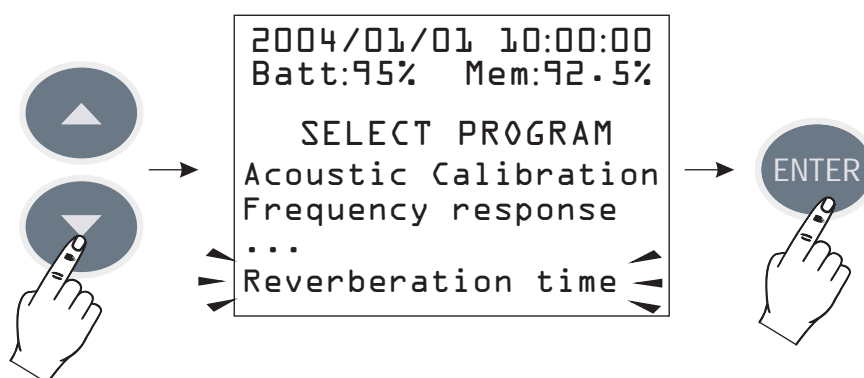 2004/01/01 10:00:00
Batt:95% Mem:92.5%
SELECT PROGRAM
Acoustic Calibration
Frequency response
...
Reverberation time
ENTER